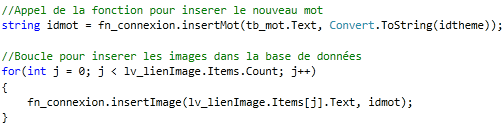 //Appel de la fonction pour inserer le nouveau mot
string idmot = fn_connexion.insertMot(tb_mot.Text, Convert.ToString(idtheme));
//Boucle pour inserer les images dans la base de données
for(int j = 0; j < lv_lienImage.Items.Count; j++)
{
fn_connexion.insertImage(lv_lienImage.Items[j].Text, idmot);
}